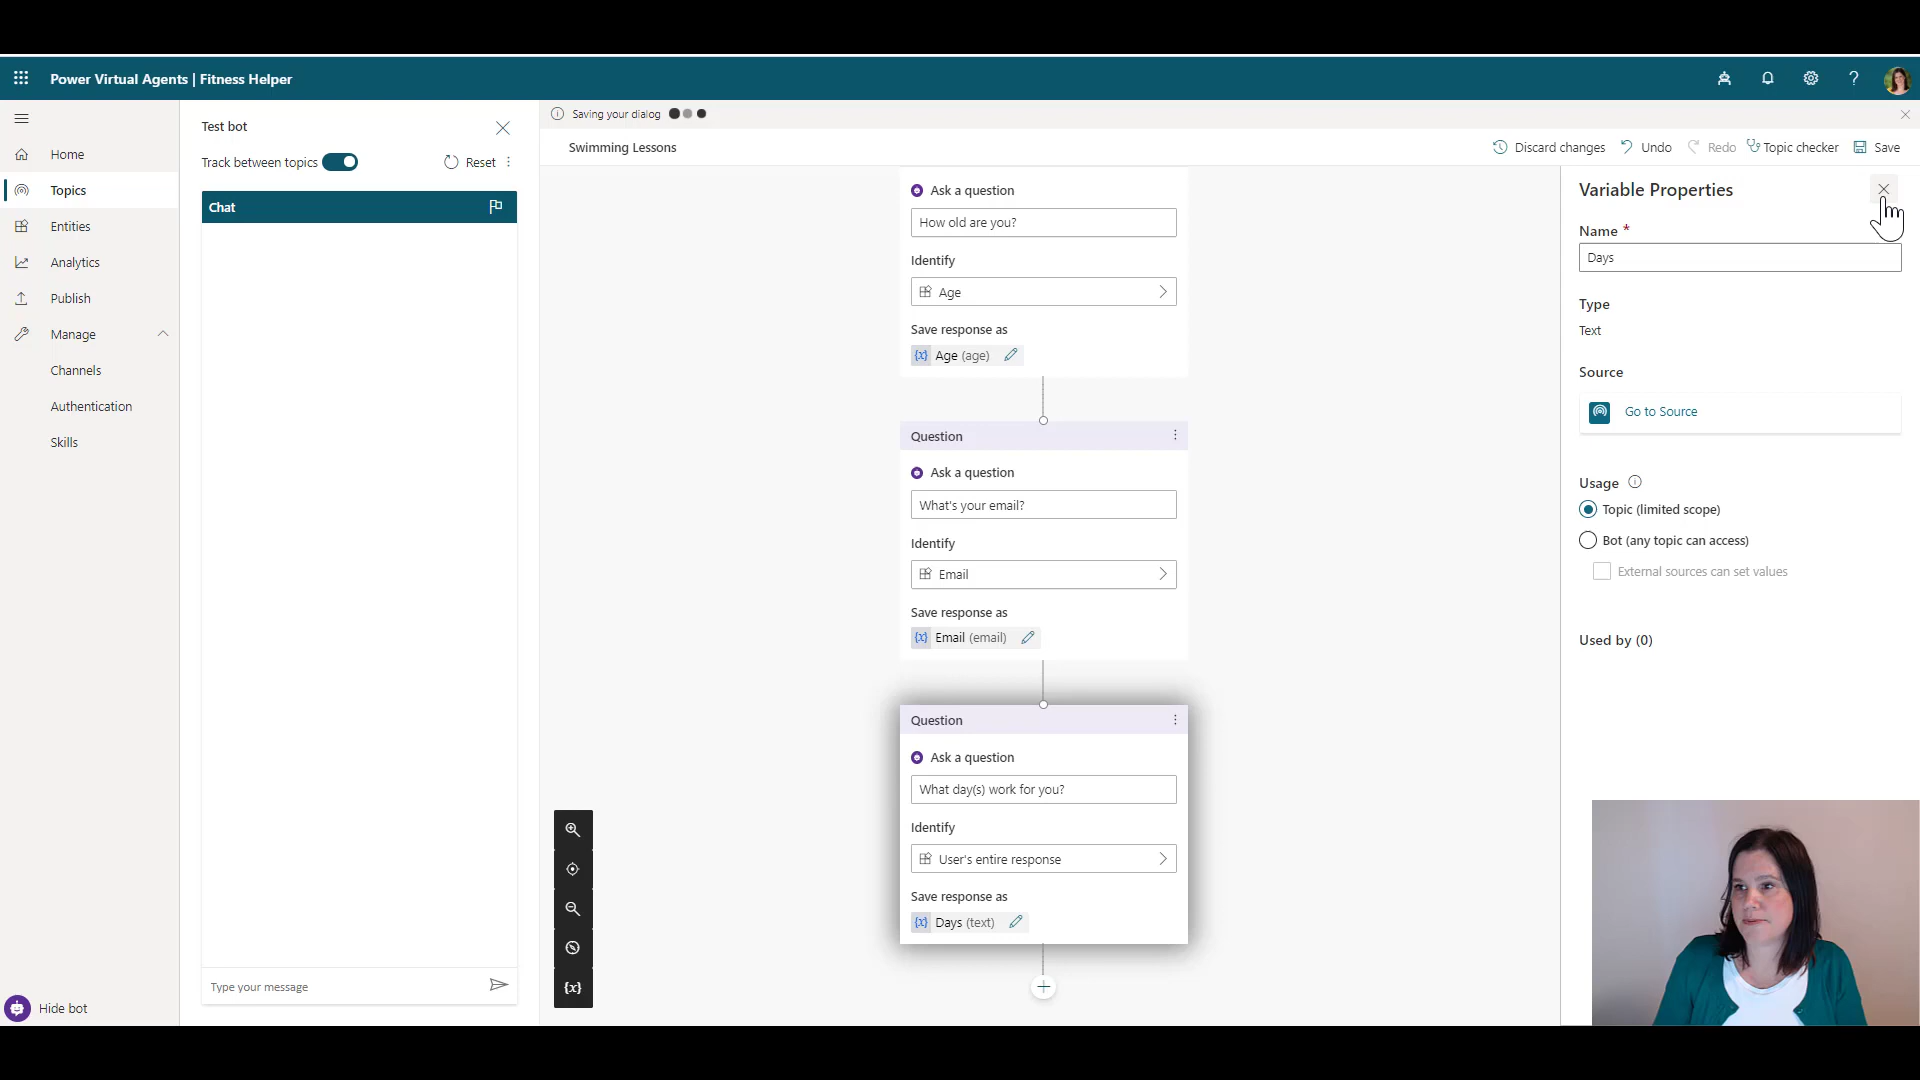 Power Virtual Agents | Fitness Helper
?
Home
Topics
Entities
Analytics
Publish
Manage
Channels
Authentication
Skills
Hide bot
Test bot
Track between topics
Reset
Chat
Type your message
Saving your dialog
Swimming Lessons
Discard changes
Undo
Redo
Topic checker
Save
Ask a question
How old are you?
Identify
Age
Save response as
{x} Age (age)
Question
Ask a question
What's your email?
Identify
Email
Save response as
{x} Email (email)
Question
Ask a question
What day(s) work for you?
Identify
User's entire response
Save response as
{x} Days (text)
{x}
Variable Properties
Name *
Days
Type
Text
Source
Go to Source
Usage
Topic (limited scope)
Bot (any topic can access)
External sources can set values
Used by (0)